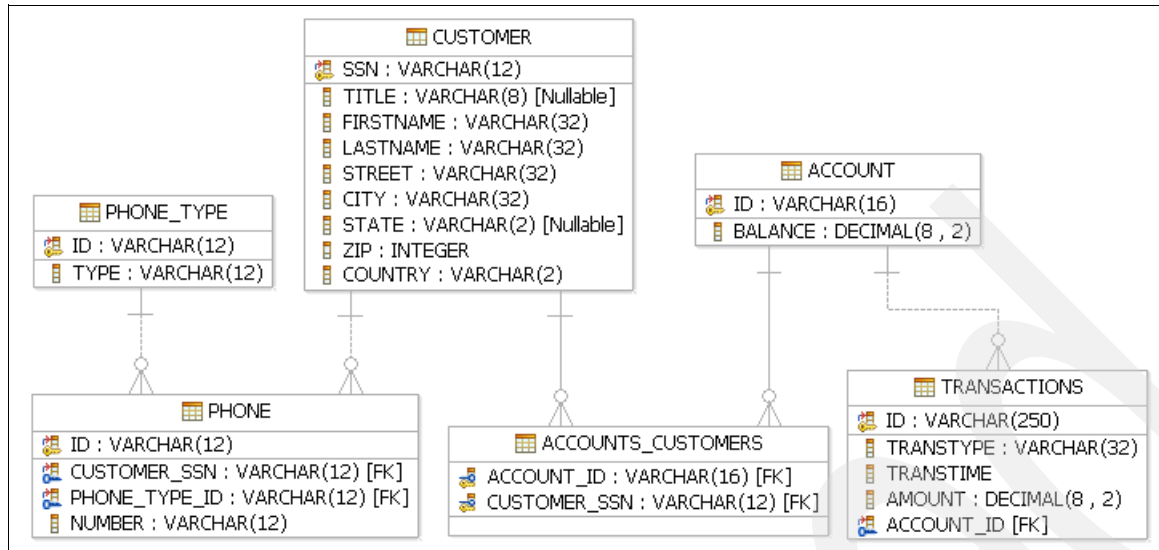 CUSTOMER
SSN : VARCHAR(12)
TITLE : VARCHAR(8) [Nullable]
FIRSTNAME : VARCHAR(32)
LASTNAME : VARCHAR(32)
STREET : VARCHAR(32)
CITY : VARCHAR(32)
STATE : VARCHAR(2) [Nullable]
ZIP : INTEGER
COUNTRY : VARCHAR(2)
ACCOUNT
ID : VARCHAR(16)
BALANCE : DECIMAL(8 , 2)
PHONE_TYPE
ID : VARCHAR(12)
TYPE : VARCHAR(12)
PHONE
ID : VARCHAR(12)
CUSTOMER_SSN : VARCHAR(12) [FK]
PHONE_TYPE_ID : VARCHAR(12) [FK]
NUMBER : VARCHAR(12)
ACCOUNTS_CUSTOMERS
ACCOUNT_ID : VARCHAR(16) [FK]
CUSTOMER_SSN : VARCHAR(12) [FK]
TRANSACTIONS
ID : VARCHAR(250)
TRANSTYPE : VARCHAR(32)
TRANSTIME
AMOUNT : DECIMAL(8 , 2)
ACCOUNT_ID [FK]